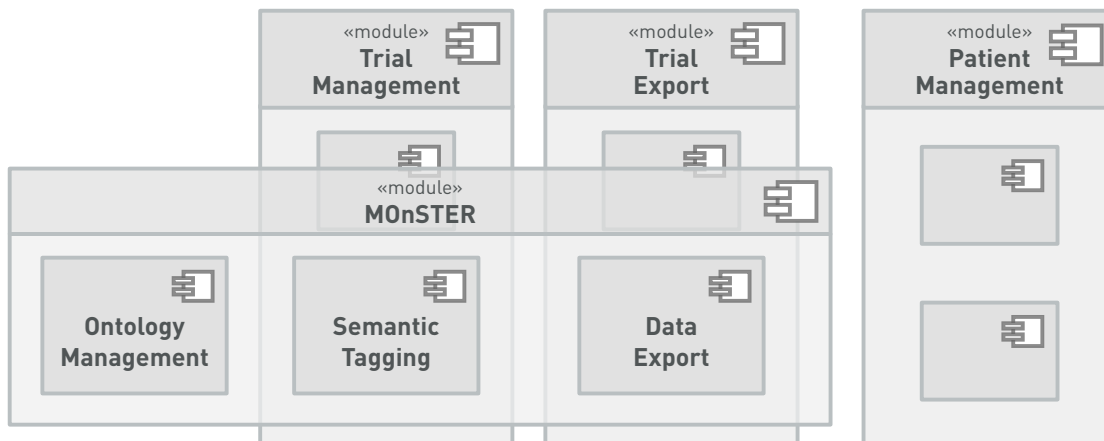 «module»
Trial
Management
«module»
Trial
Export
«module»
Patient
Management
«module»
MOnSTER
Ontology
Management
Semantic
Tagging
Data
Export